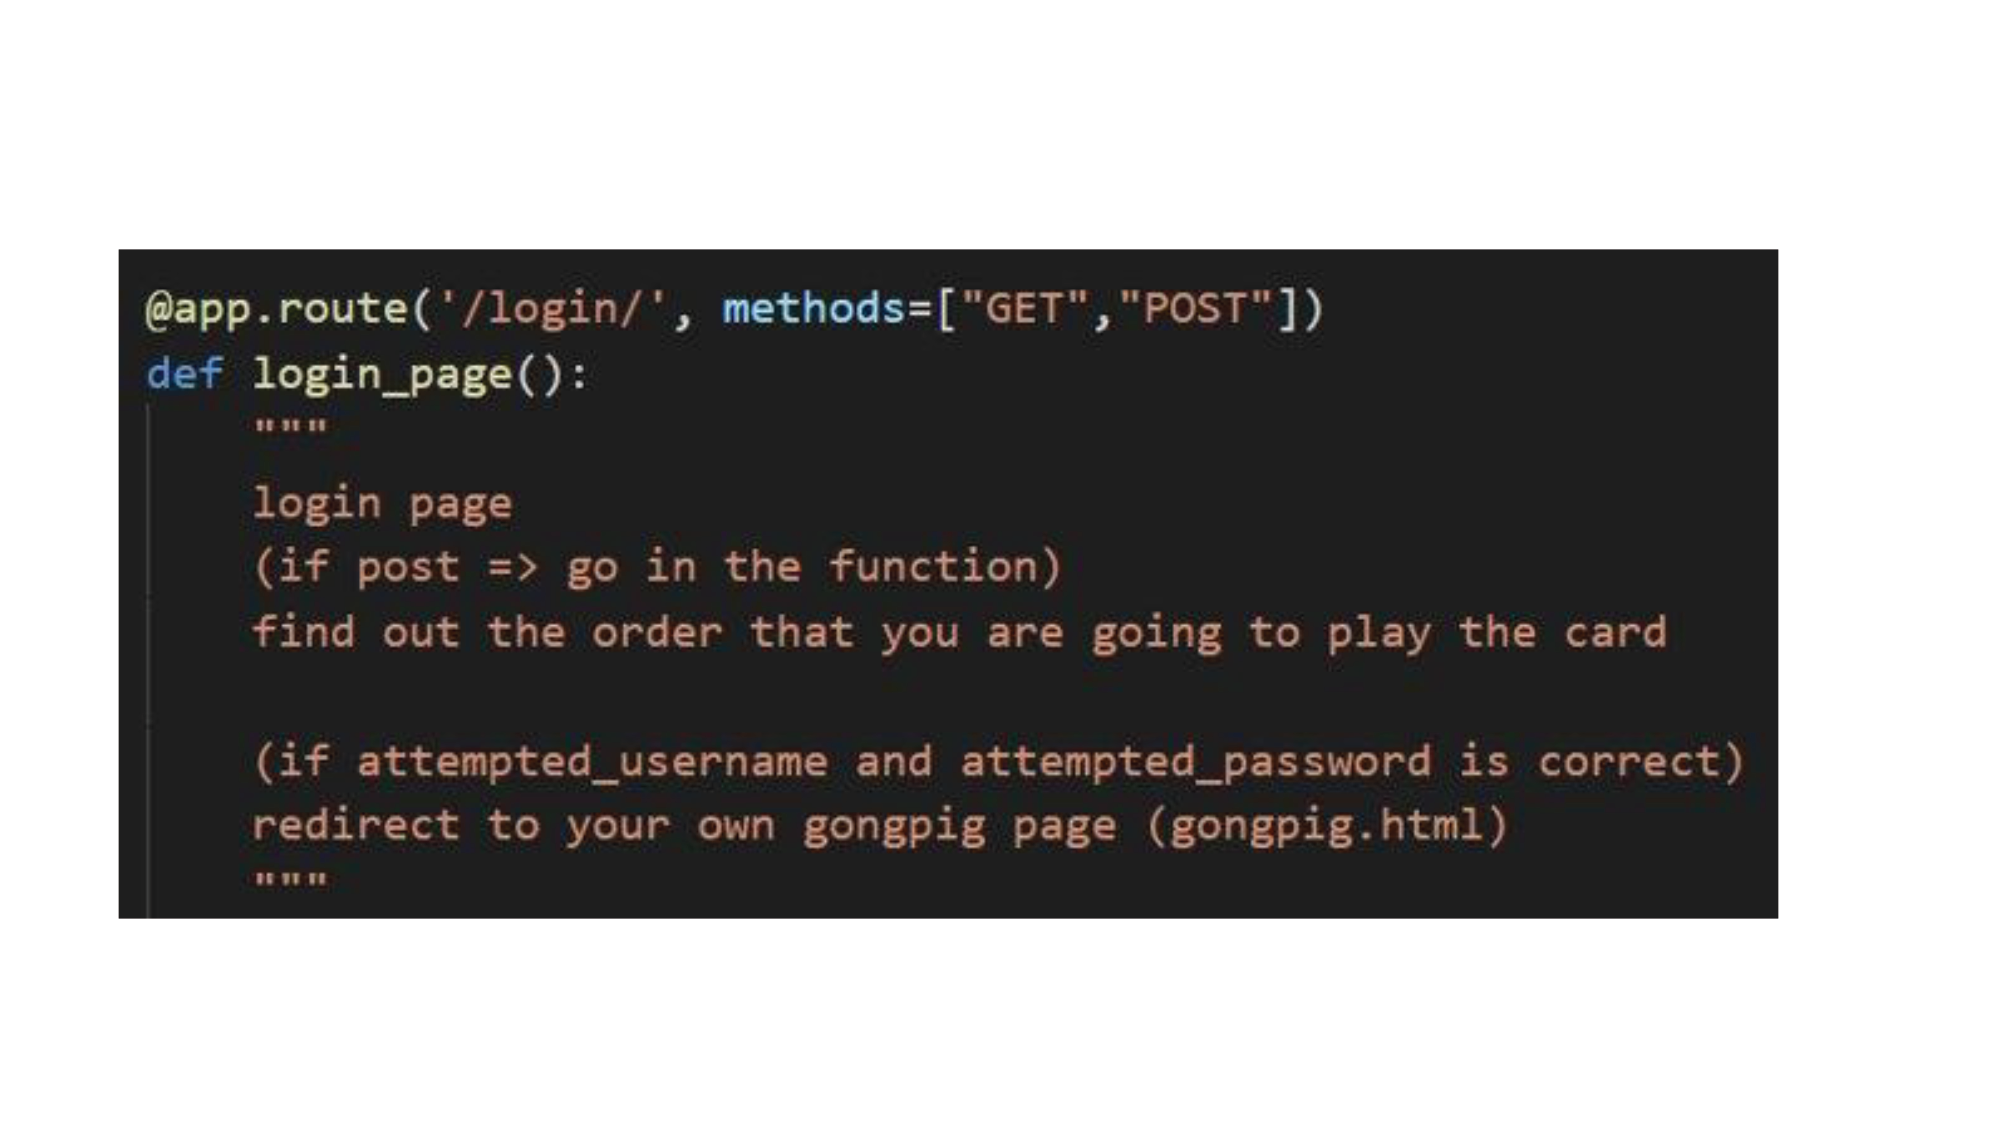 @app.route('/login/', methods=["GET","POST"])
def login_page():
"""
login page
(if post => go in the function)
find out the order that you are going to play the card
(if attempted_username and attempted_password is correct)
redirect to your own gongpig page (gongpig.html)
"""